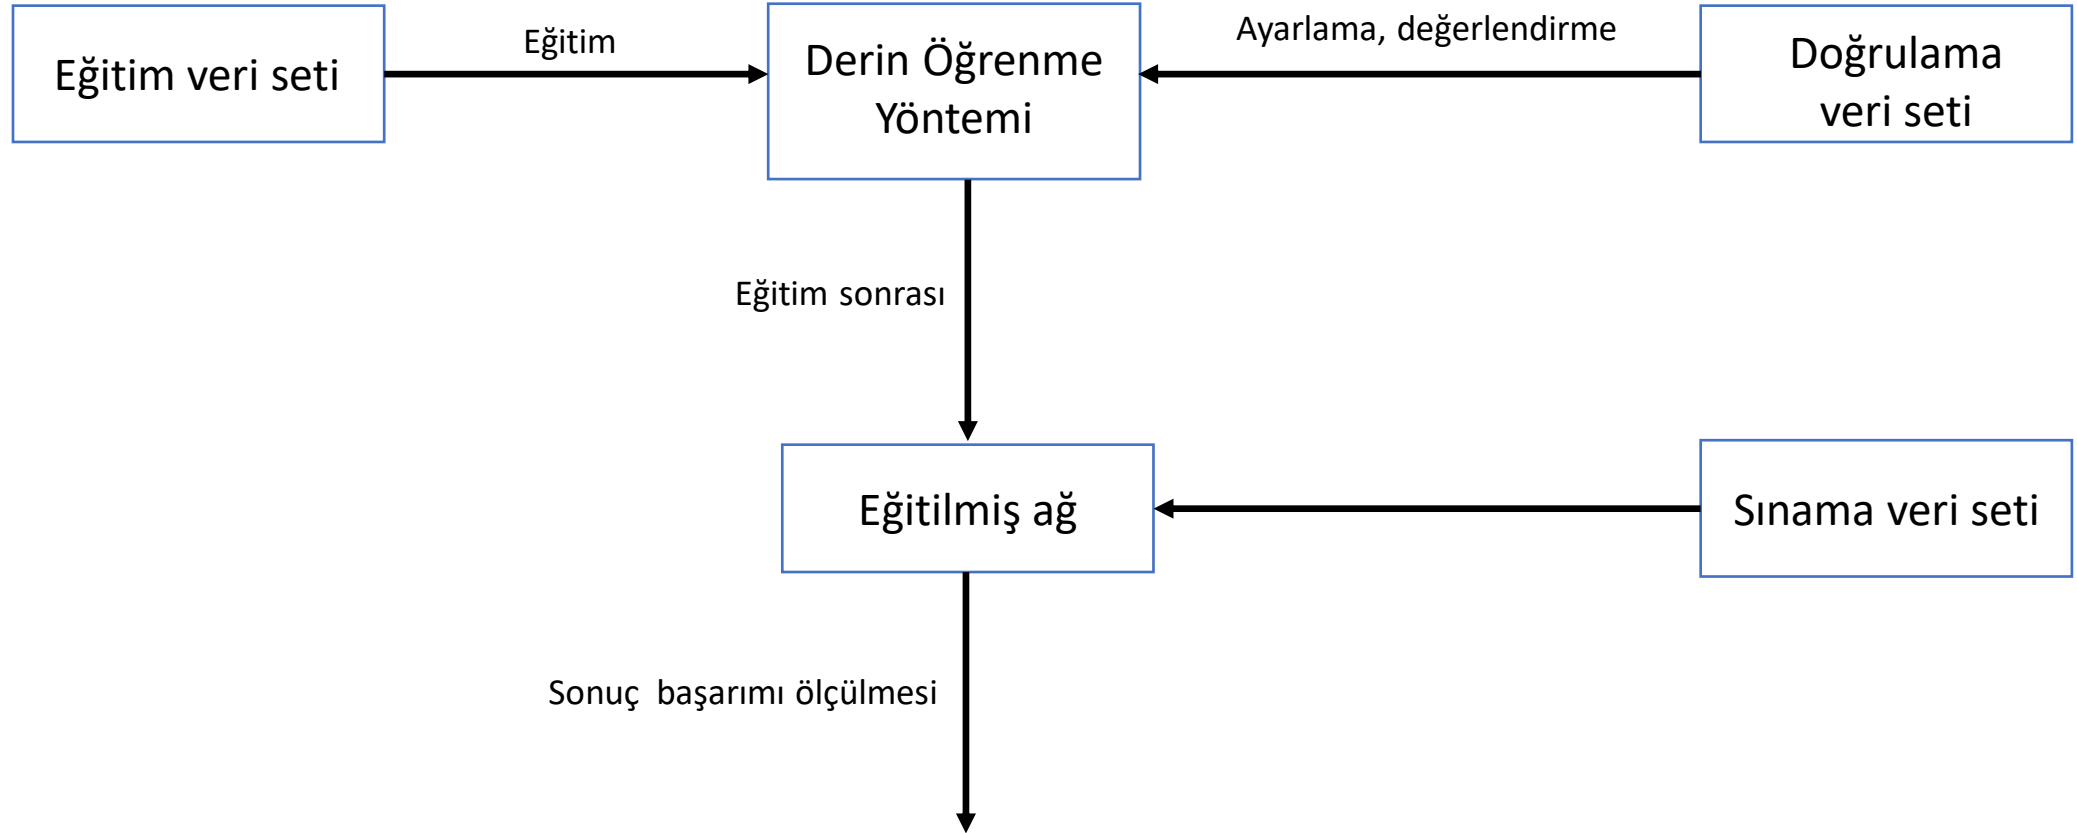 Eğitim veri seti
Eğitim
Derin Öğrenme
Yöntemi
Ayarlama, değerlendirme
Doğrulama
veri seti
Eğitim sonrası
Eğitilmiş ağ
Sınama veri seti
Sonuç  başarımı ölçülmesi